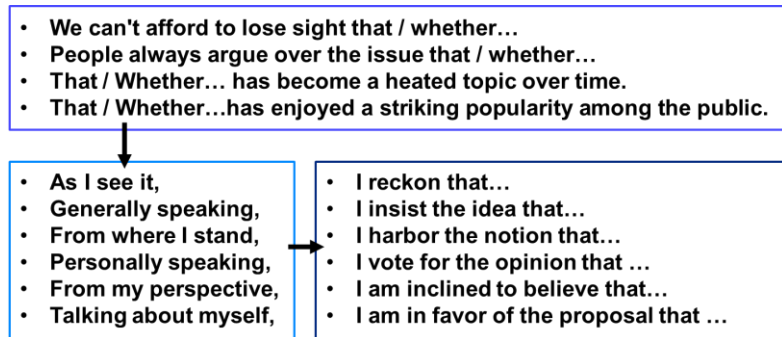 • We can't afford to lose sight that / whether…
• People always argue over the issue that / whether…
• That / Whether… has become a heated topic over time.
• That / Whether…has enjoyed a striking popularity among the public.
• As I see it,
• Generally speaking,
• From where I stand,
• Personally speaking,
• From my perspective,
• Talking about myself,
• I reckon that…
• I insist the idea that…
• I harbor the notion that…
• I vote for the opinion that …
• I am inclined to believe that…
• I am in favor of the proposal that …